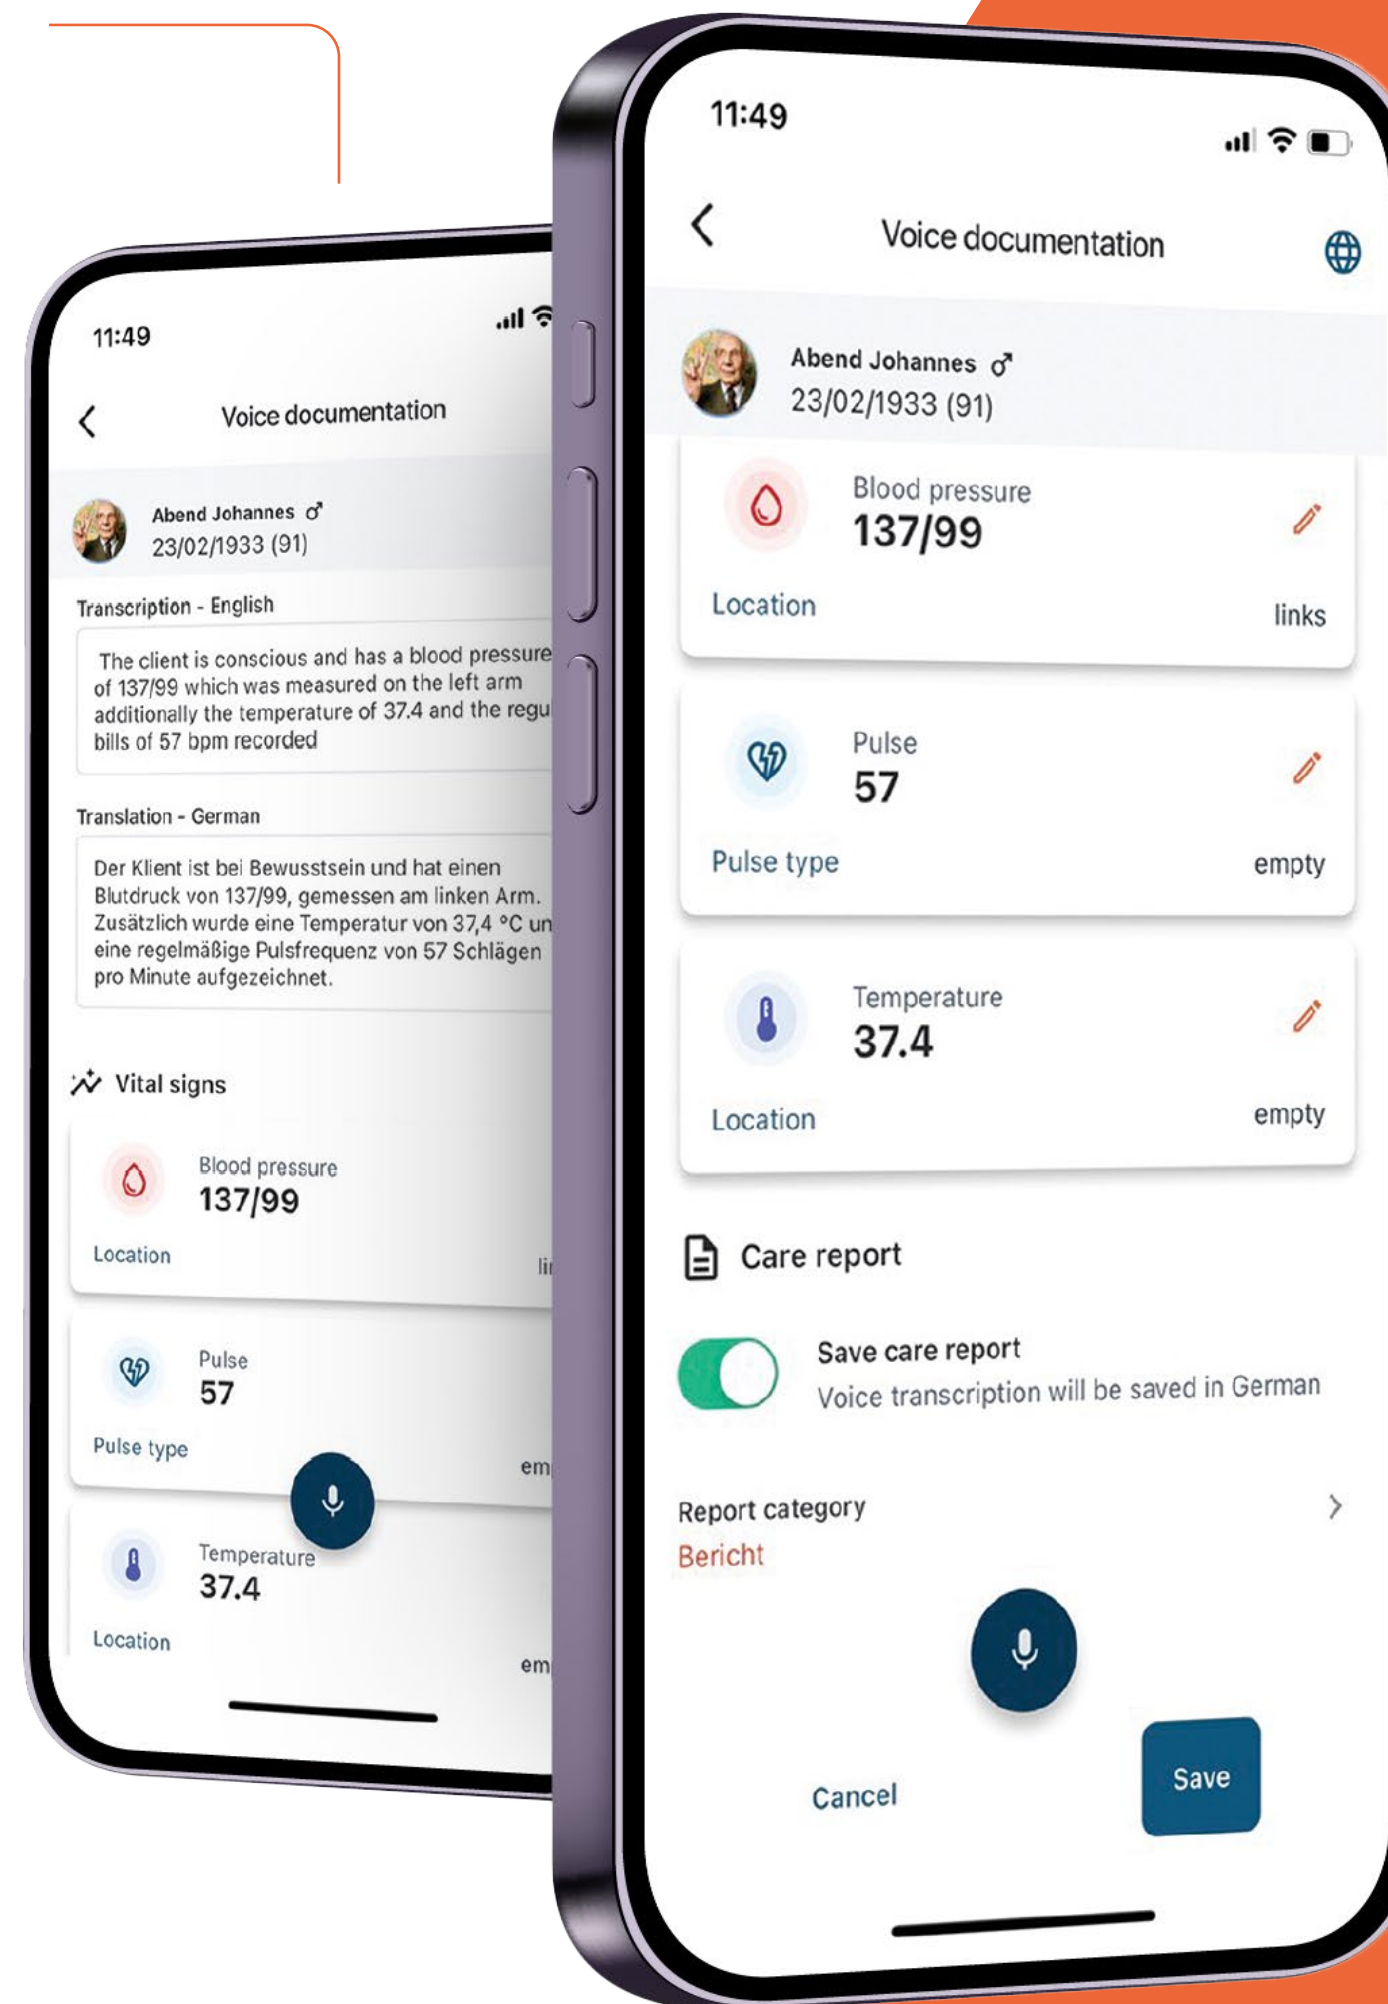 11:49
Voice documentation
Abend Johannes ♂
23/02/1933 (91)
Transcription - English
The client is conscious and has a blood pressure
of 137/99 which was measured on the left arm
additionally the temperature of 37.4 and the
bills of 57 bpm recorded
Translation - German
Der Klient ist bei Bewusstsein und hat einen
Blutdruck von 137/99, gemessen am linken Arm.
Zusätzlich wurde eine Temperatur von 37,4 °C
eine regelmäßige Pulsfrequenz von 57 Schlägen
pro Minute aufgezeichnet.
Vital signs
Blood pressure
137/99
Location
Pulse
57
Pulse type
Temperature
37.4
Location
11:49
Voice documentation
Abend Johannes ♂
23/02/1933 (91)
Blood pressure
137/99
Location links
Pulse
57
Pulse type empty
Temperature
37.4
Location empty
Care report
Save care report
Voice transcription will be saved in German
Report category
Bericht
Cancel
Save